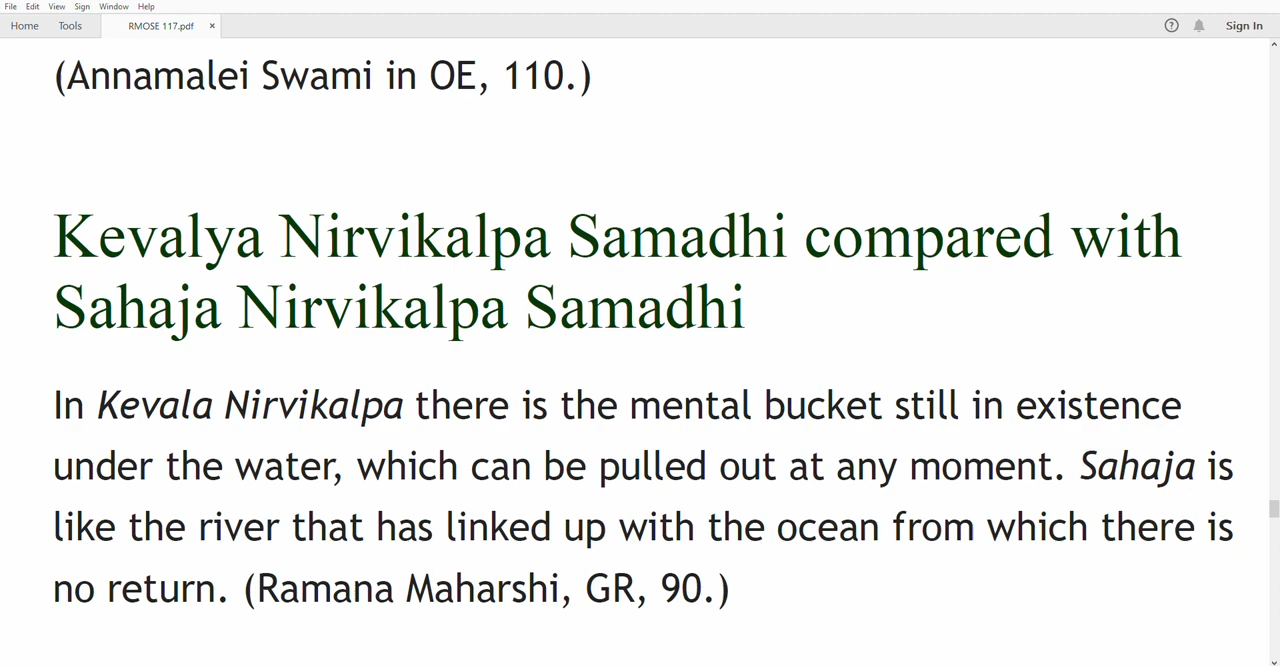 File Edit View Sign Window Help
Home Tools RMOSE 117.pdf × ? Sign In
(Annamalei Swami in OE, 110.)
Kevalya Nirvikalpa Samadhi compared with
Sahaja Nirvikalpa Samadhi
In Kevala Nirvikalpa there is the mental bucket still in existence
under the water, which can be pulled out at any moment. Sahaja is
like the river that has linked up with the ocean from which there is
no return. (Ramana Maharshi, GR, 90.)